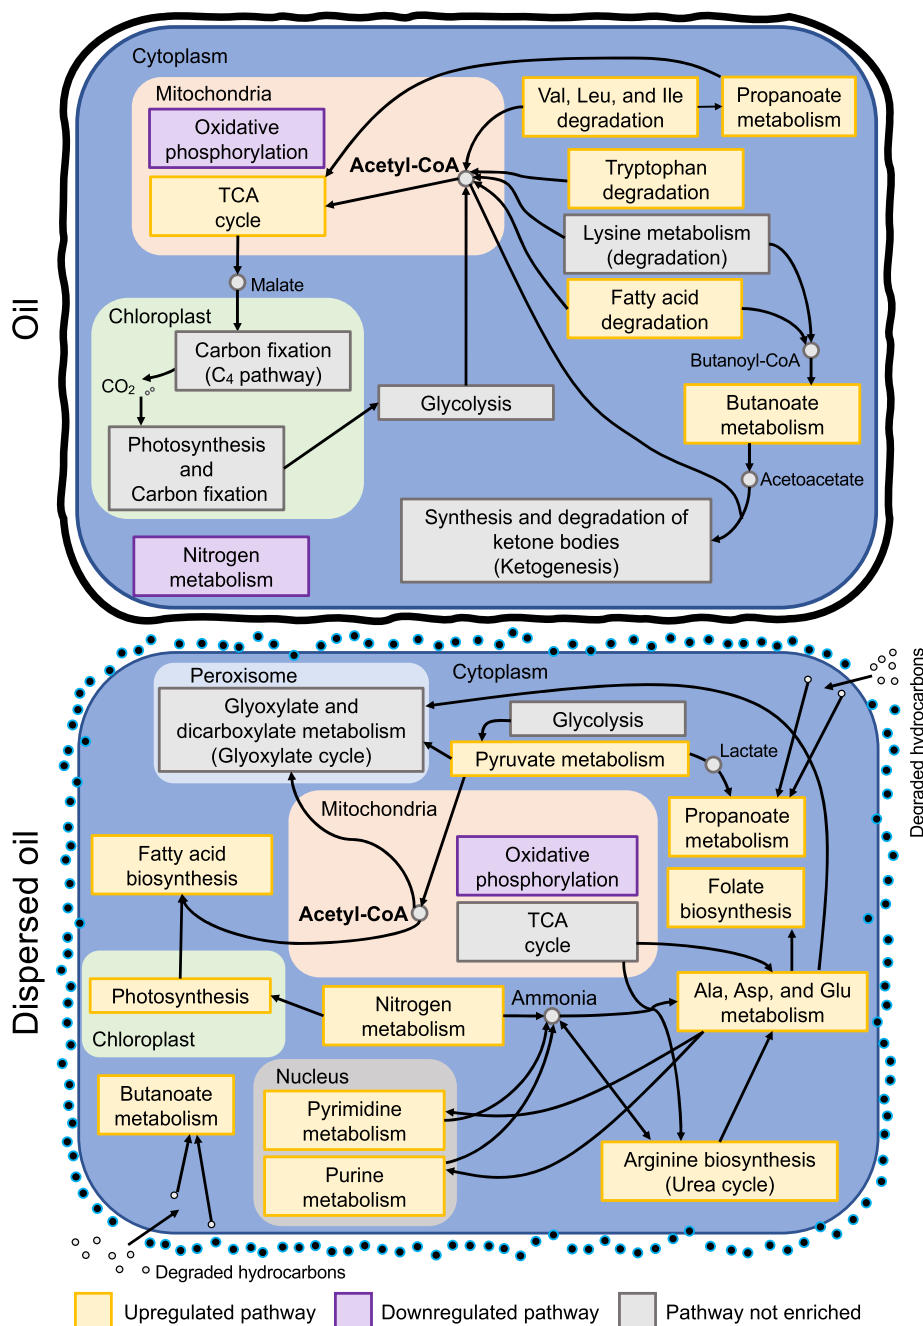 Oil
Cytoplasm
Mitochondria
Oxidative
phosphorylation
Acetyl-CoA
TCA
cycle
Val, Leu, and Ile
degradation
Propanoate
metabolism
Tryptophan
degradation
Lysine metabolism
(degradation)
Fatty acid
degradation
Malate
Chloroplast
Carbon fixation
(C₄ pathway)
CO₂
Photosynthesis
and
Carbon fixation
Glycolysis
Butanoyl-CoA
Butanoate
metabolism
Acetoacetate
Synthesis and degradation of
ketone bodies
(Ketogenesis)
Nitrogen
metabolism
Dispersed oil
Peroxisome
Cytoplasm
Glyoxylate and
dicarboxylate metabolism
(Glyoxylate cycle)
Glycolysis
Pyruvate metabolism
Lactate
Degraded hydrocarbons
Mitochondria
Propanoate
metabolism
Fatty acid
biosynthesis
Oxidative
phosphorylation
Folate
biosynthesis
Acetyl-CoA
TCA
cycle
Photosynthesis
Chloroplast
Nitrogen
metabolism
Ammonia
Ala, Asp, and Glu
metabolism
Butanoate
metabolism
Nucleus
Pyrimidine
metabolism
Purine
metabolism
Arginine biosynthesis
(Urea cycle)
Degraded hydrocarbons
Upregulated pathway
Downregulated pathway
Pathway not enriched